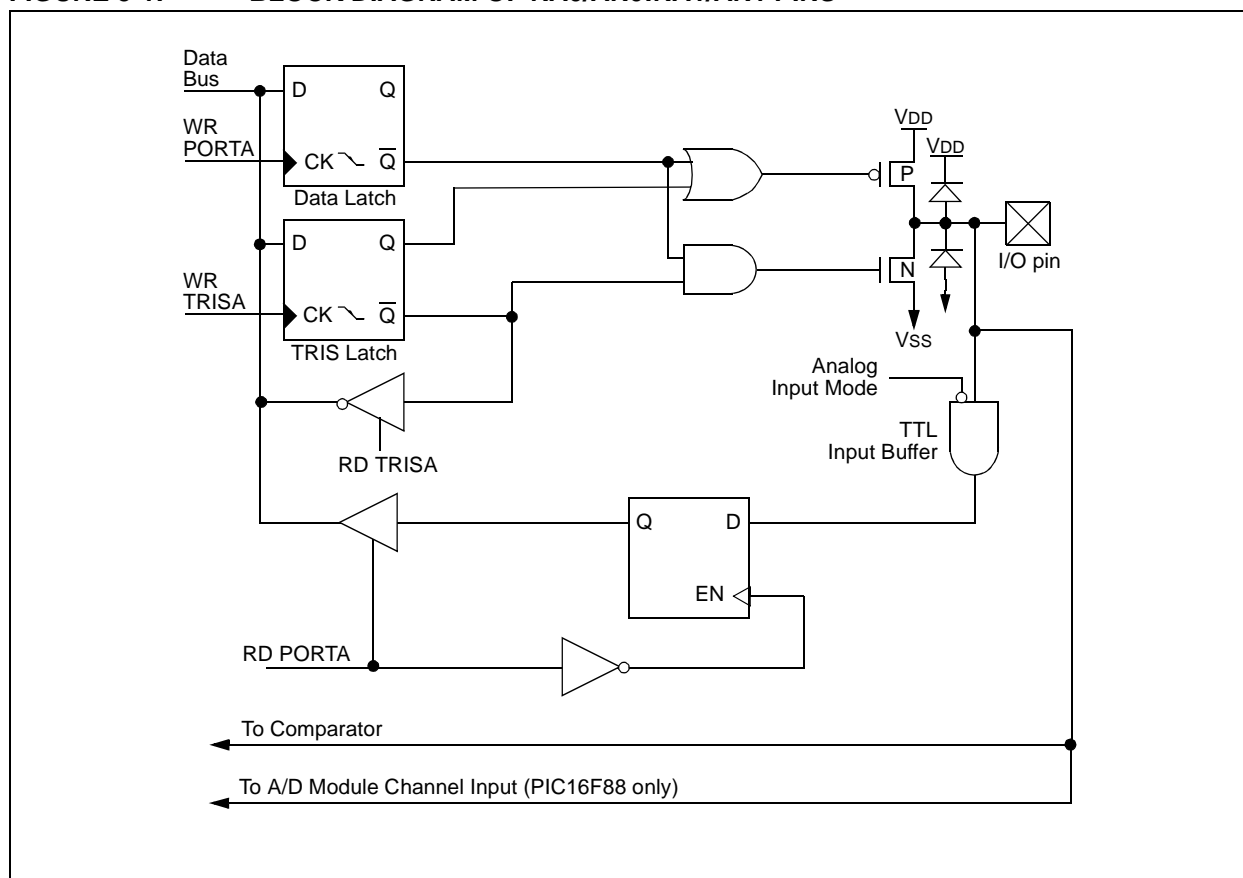 Data
Bus
D
Q
WR
PORTA
CK
Q
Data Latch
VDD
VDD
P
D
Q
N
I/O pin
WR
TRISA
CK
Q
TRIS Latch
VSS
Analog
Input Mode
TTL
Input Buffer
RD TRISA
Q
D
EN
RD PORTA
To Comparator
To A/D Module Channel Input (PIC16F88 only)